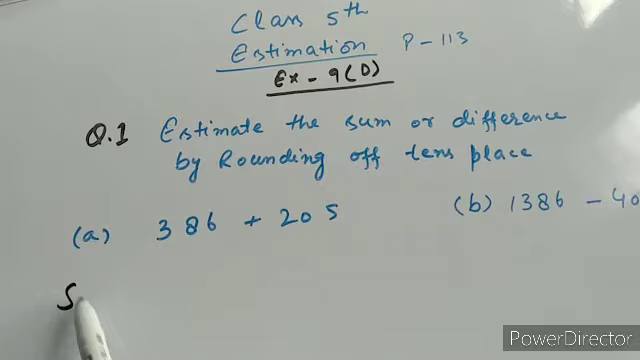 Class 5th
Estimation P - 113
Ex - 9(D)
Q.1 Estimate the sum or difference
by Rounding off tens place
(a) 386 + 205 (b) 1386 - 40
S
PowerDirector